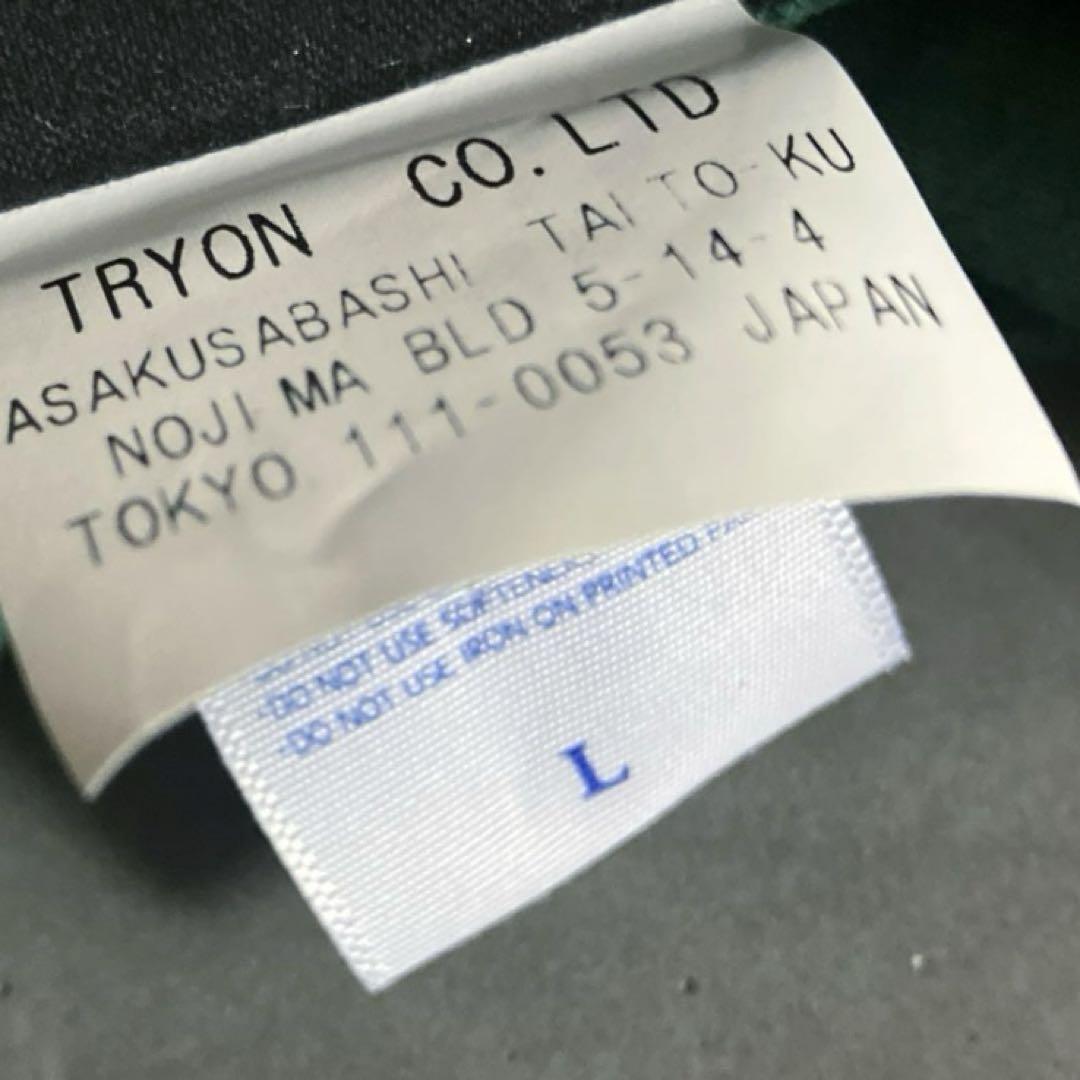 TRYON CO. LTD
ASAKUSABASHI TAITO-KU
NOJIMA BLD 5-14-4
TOKYO 111-0053 JAPAN
-DO NOT USE SOFTENER
-DO NOT USE IRON ON PRINTED
L